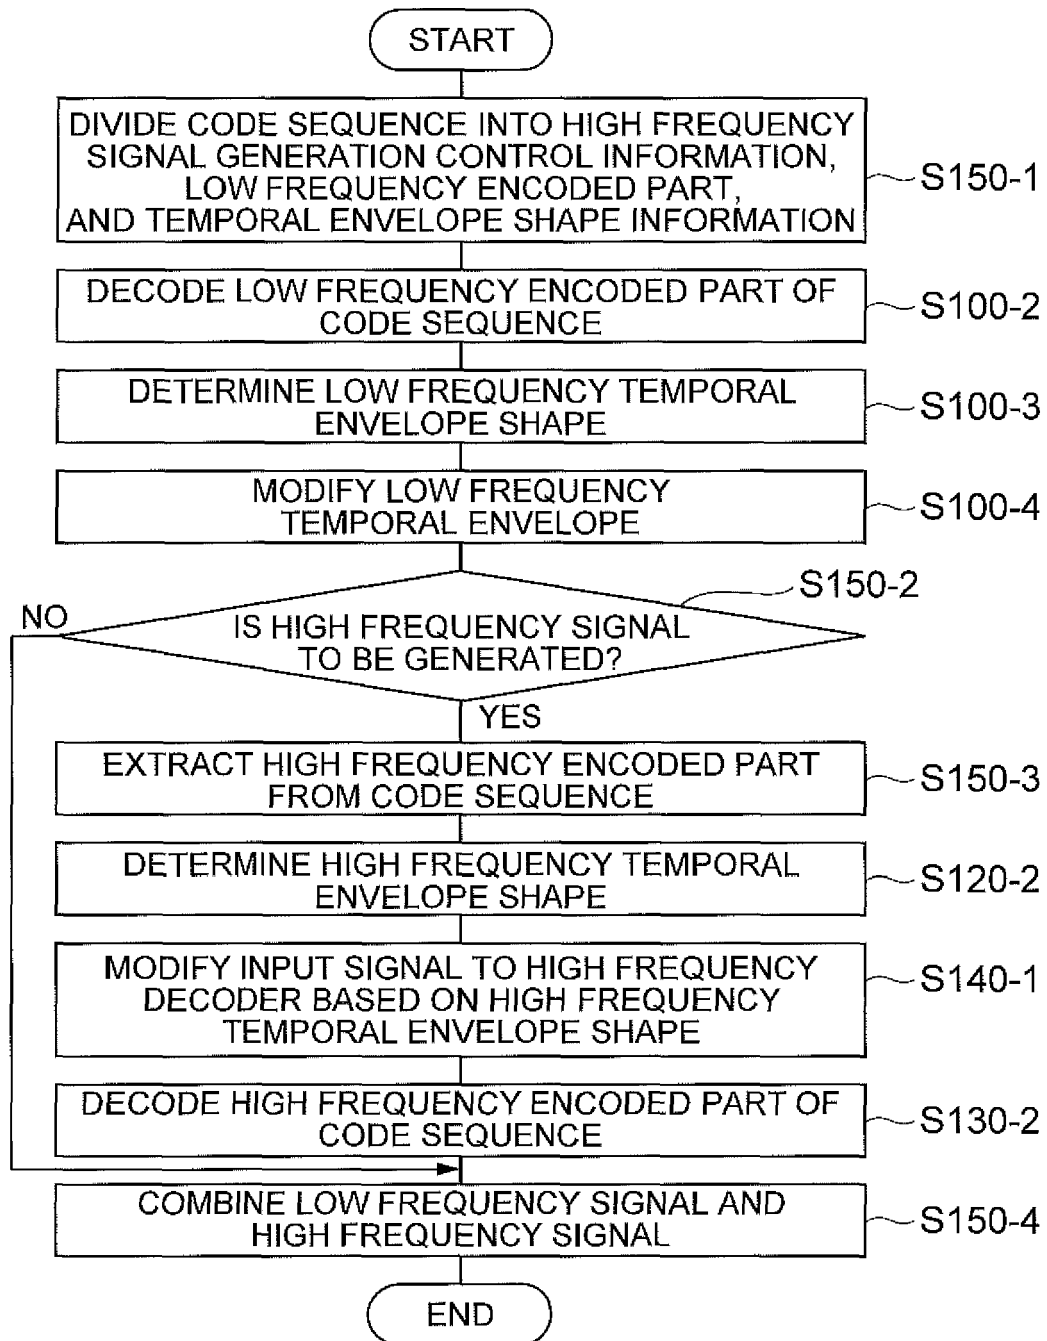 START
DIVIDE CODE SEQUENCE INTO HIGH FREQUENCY
SIGNAL GENERATION CONTROL INFORMATION,
LOW FREQUENCY ENCODED PART,
AND TEMPORAL ENVELOPE SHAPE INFORMATION
S150-1
DECODE LOW FREQUENCY ENCODED PART OF
CODE SEQUENCE
S100-2
DETERMINE LOW FREQUENCY TEMPORAL
ENVELOPE SHAPE
S100-3
MODIFY LOW FREQUENCY
TEMPORAL ENVELOPE
S100-4
S150-2
NO
IS HIGH FREQUENCY SIGNAL
TO BE GENERATED?
YES
EXTRACT HIGH FREQUENCY ENCODED PART
FROM CODE SEQUENCE
S150-3
DETERMINE HIGH FREQUENCY TEMPORAL
ENVELOPE SHAPE
S120-2
MODIFY INPUT SIGNAL TO HIGH FREQUENCY
DECODER BASED ON HIGH FREQUENCY
TEMPORAL ENVELOPE SHAPE
S140-1
DECODE HIGH FREQUENCY ENCODED PART OF
CODE SEQUENCE
S130-2
COMBINE LOW FREQUENCY SIGNAL AND
HIGH FREQUENCY SIGNAL
S150-4
END